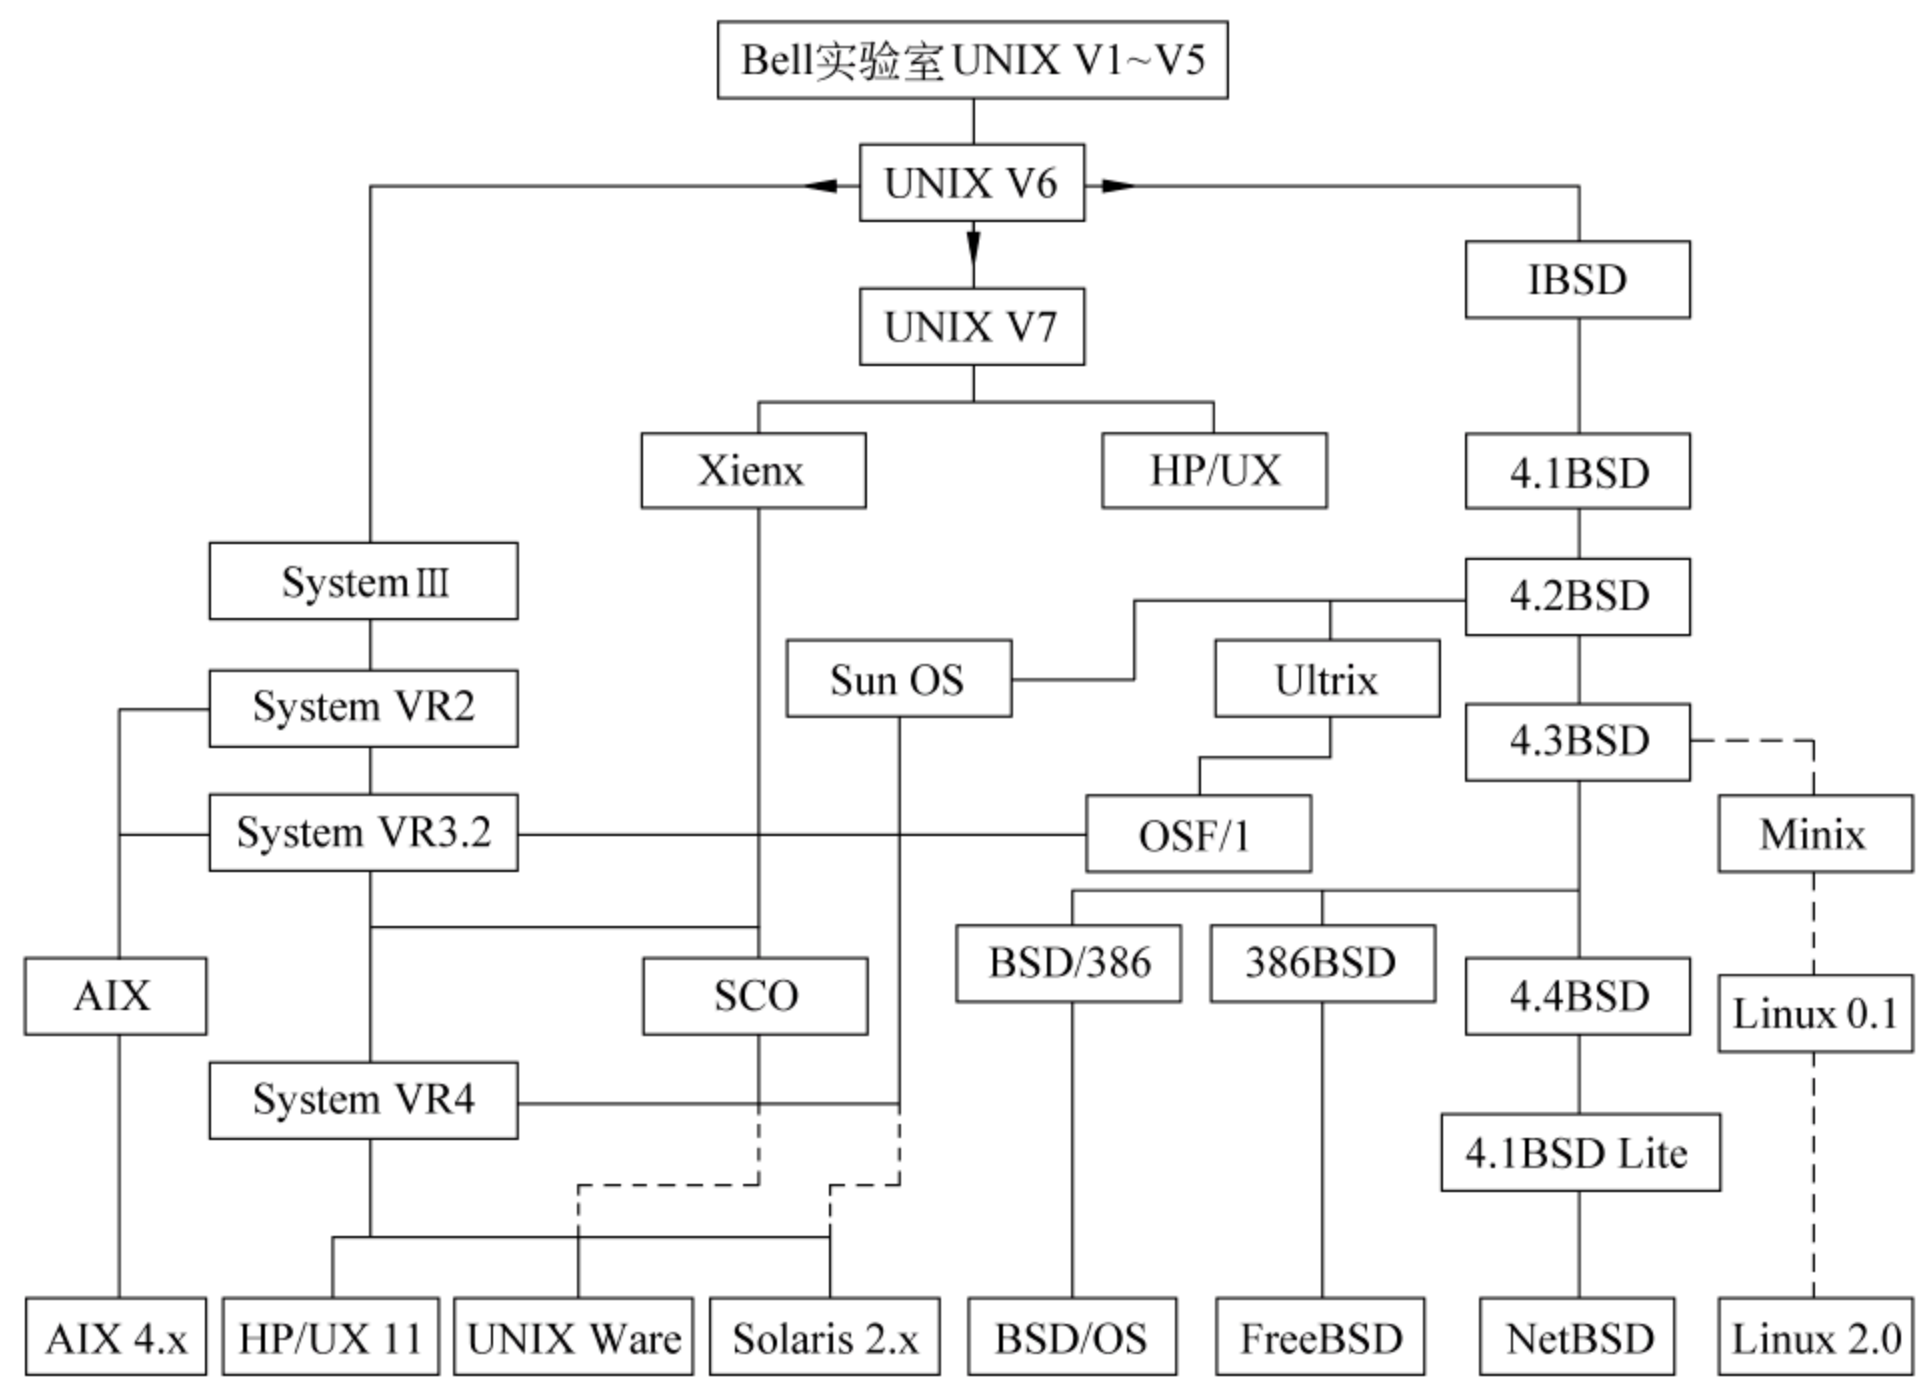 Bell实验室UNIX V1~V5
UNIX V6
IBSD
UNIX V7
Xienx
HP/UX
4.1BSD
System Ⅲ
4.2BSD
Sun OS
Ultrix
System VR2
4.3BSD
System VR3.2
OSF/1
Minix
BSD/386
386BSD
AIX
SCO
4.4BSD
Linux 0.1
System VR4
4.1BSD Lite
AIX 4.x
HP/UX 11
UNIX Ware
Solaris 2.x
BSD/OS
FreeBSD
NetBSD
Linux 2.0